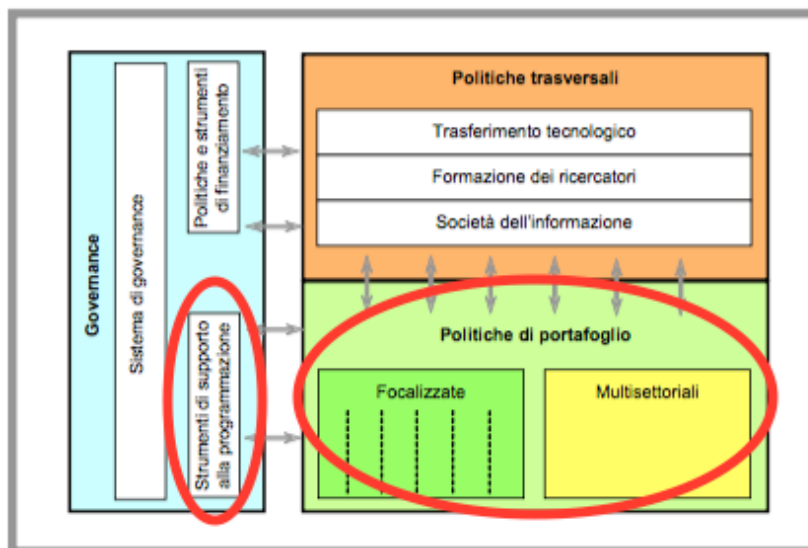 Governance
Sistema di governance
Politiche e strumenti
di finanziamento
Strumenti di supporto
alla programmazione
Politiche trasversali
Trasferimento tecnologico
Formazione dei ricercatori
Società dell'informazione
Politiche di portafoglio
Focalizzate
Multisettoriali